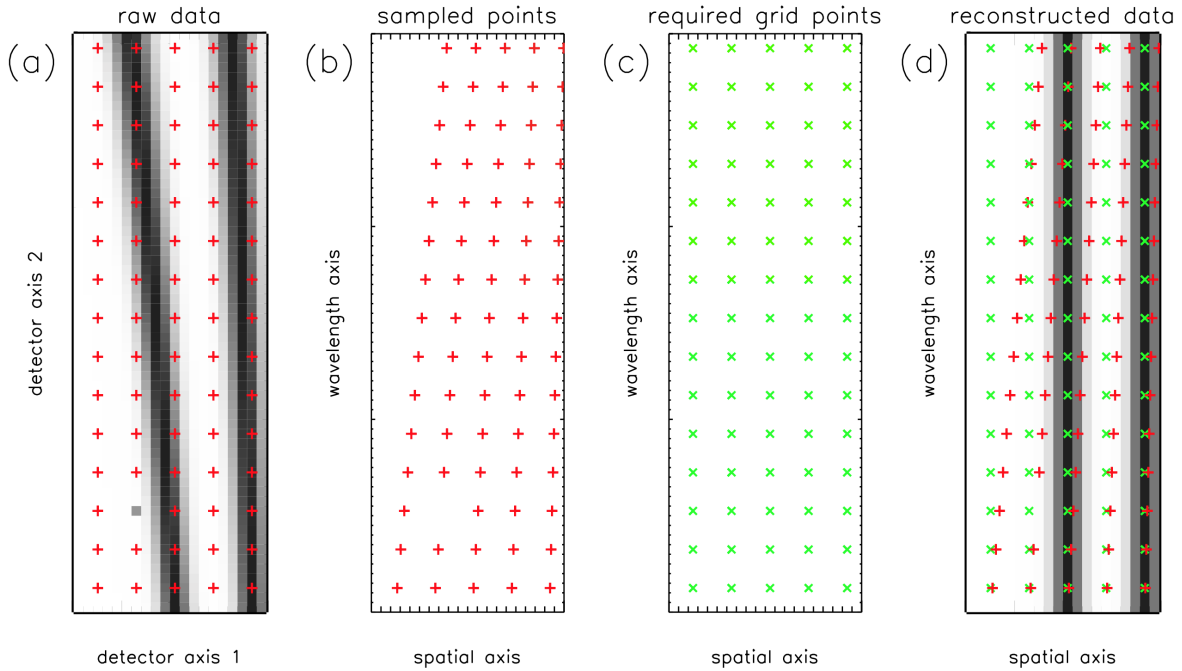 raw data
sampled points
required grid points
reconstructed data
(a)
(b)
(c)
(d)
detector axis 2
wavelength axis
wavelength axis
wavelength axis
detector axis 1
spatial axis
spatial axis
spatial axis